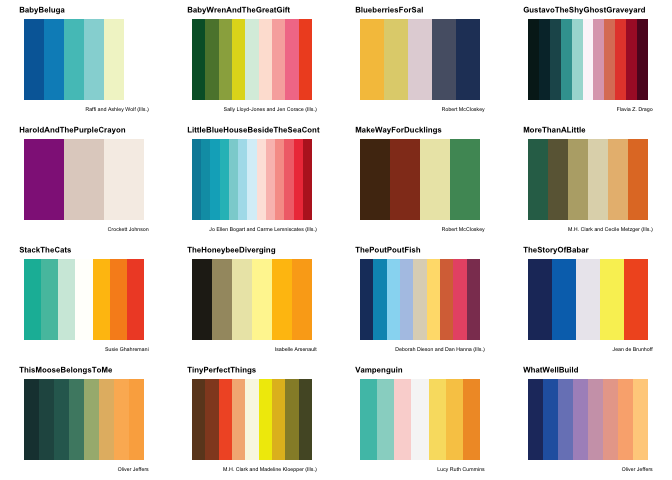 BabyBeluga
BabyWrenAndTheGreatGift
BlueberriesForSal
GustavoTheShyGhostGraveyard
Raffi and Ashley Wolf (Ills.)
Sally Lloyd-Jones and Jen Corace (Ills.)
Robert McCloskey
Flavia Z. Drago
HaroldAndThePurpleCrayon
LittleBlueHouseBesideTheSeaCont
MakeWayForDucklings
MoreThanALittle
Crockett Johnson
Jo Ellen Bogart and Carme Lemniscates (Ills.)
Robert McCloskey
M.H. Clark and Cecile Metzger (Ills.)
StackTheCats
TheHoneybeeDiverging
ThePoutPoutFish
TheStoryOfBabar
Susie Ghahremani
Isabelle Arsenault
Deborah Diesen and Dan Hanna (Ills.)
Jean de Brunhoff
ThisMooseBelongsToMe
TinyPerfectThings
Vampenguin
WhatWellBuild
Oliver Jeffers
M.H. Clark and Madeline Kloepper (Ills.)
Lucy Ruth Cummins
Oliver Jeffers